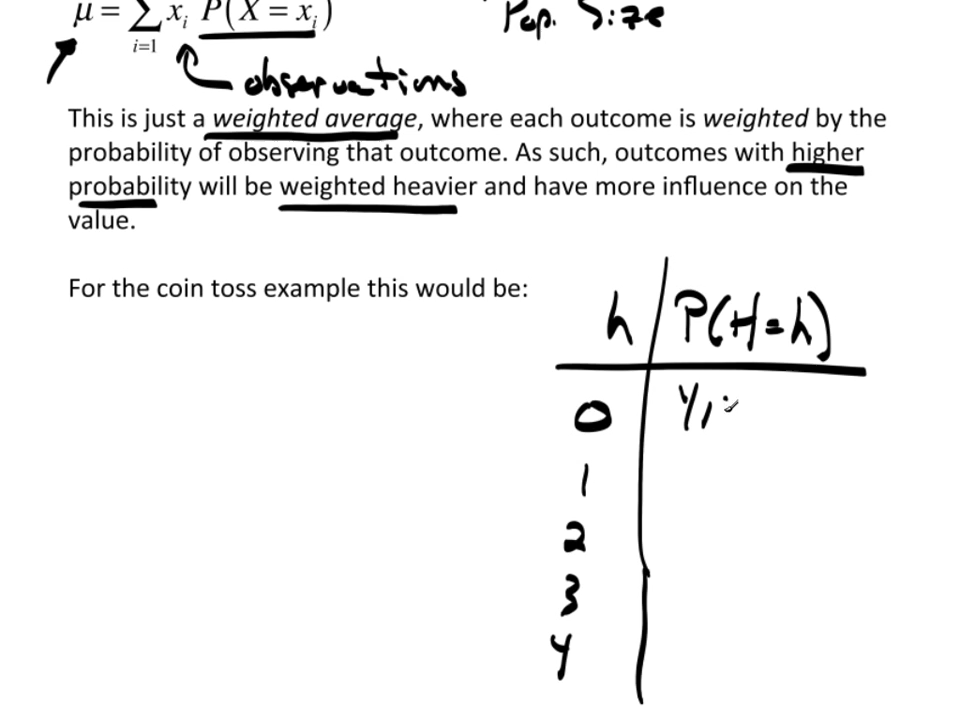 μ = ∑ xᵢ P(X = xᵢ) Pop. Size
i=1
observations
This is just a weighted average, where each outcome is weighted by the
probability of observing that outcome. As such, outcomes with higher
probability will be weighted heavier and have more influence on the
value.
For the coin toss example this would be:
h P(H=h)
0
1
2
3
4